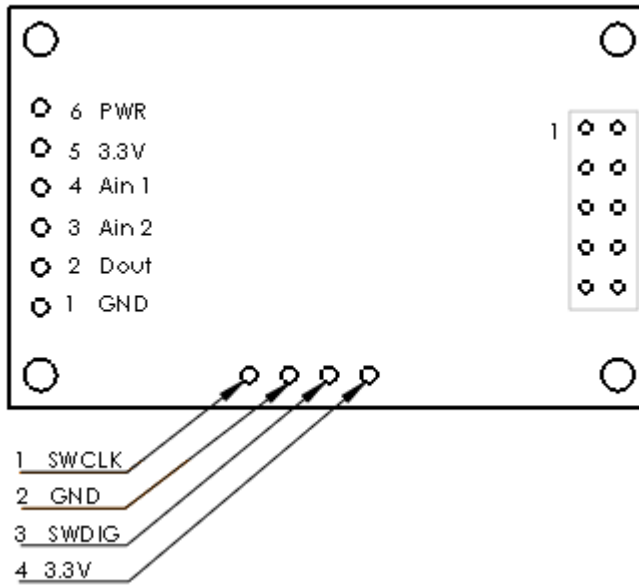 6 PWR
5 3.3V
4 Ain 1
3 Ain 2
2 Dout
1 GND
1
1 SWCLK
2 GND
3 SWDIG
4 3.3V